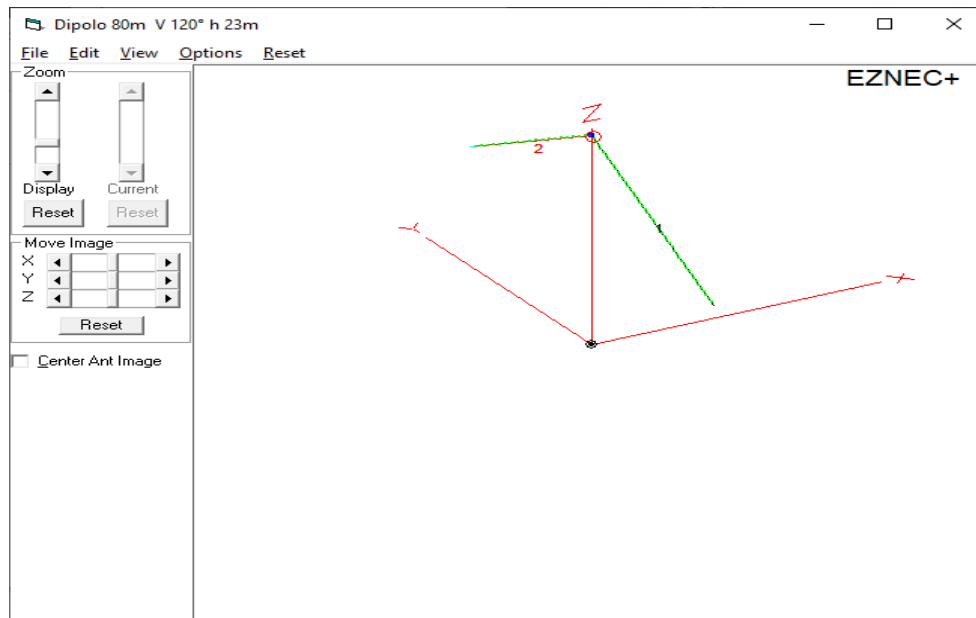 Dipolo 80m V 120° h 23m
File Edit View Options Reset
Zoom
EZNEC+
Display Current
Reset Reset
Move Image
X
Y
Z
Reset
Center Ant Image
Z
2
1
Y
X